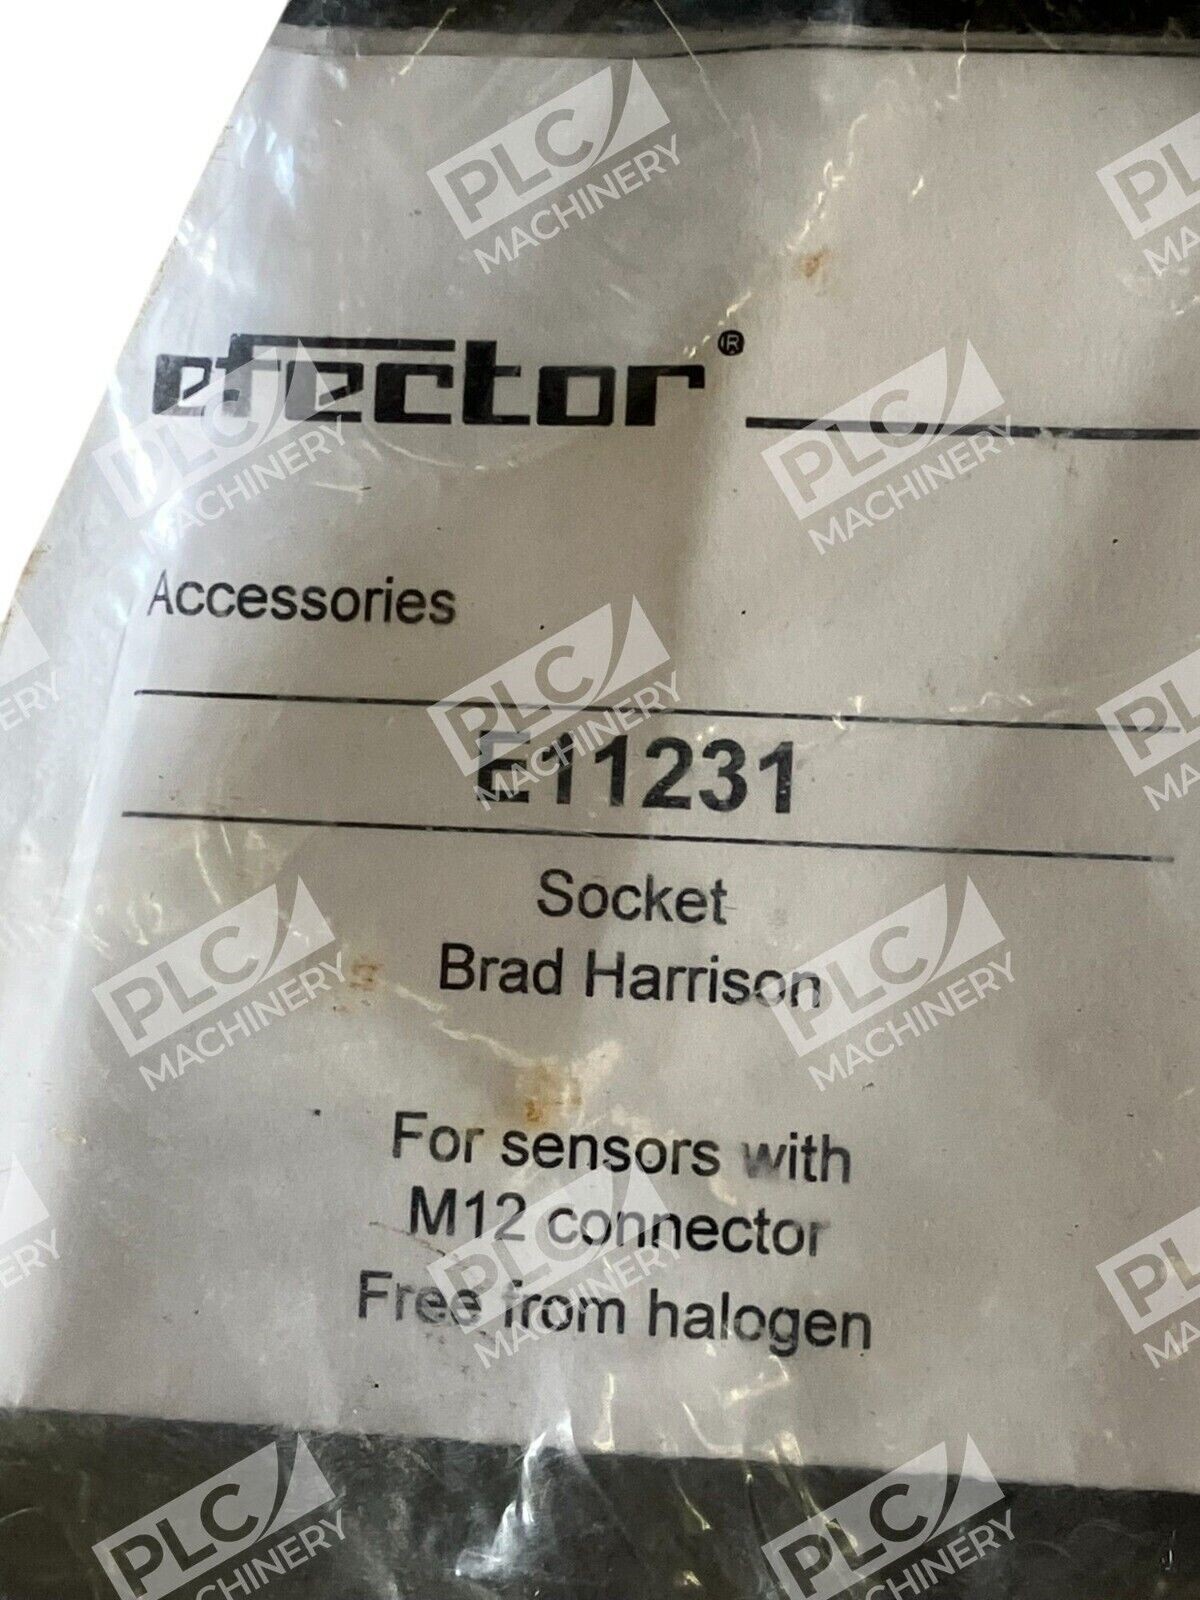 efector®
Accessories
E11231
Socket
Brad Harrison
For sensors with
M12 connector
Free from halogen
PLC MACHINERY